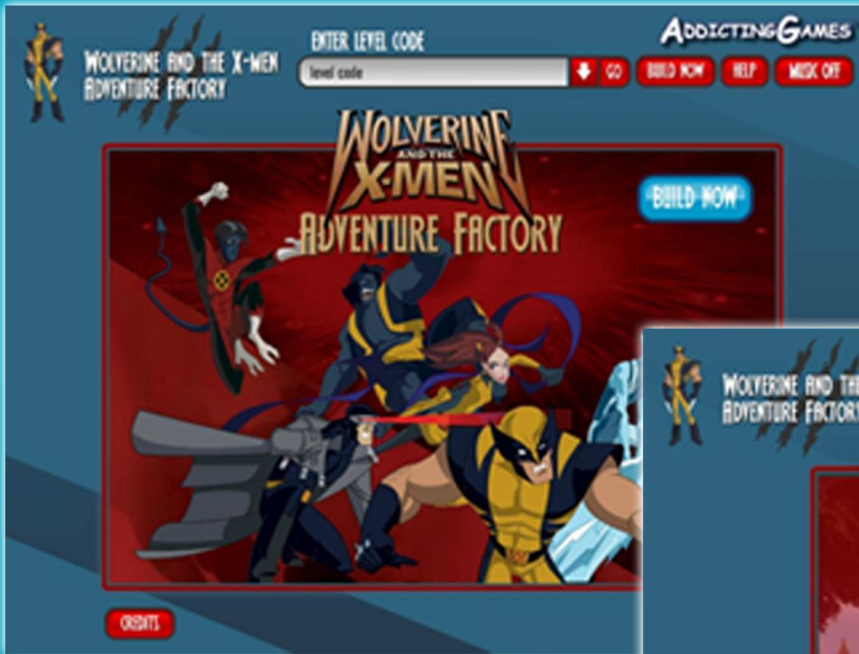 WOLVERINE AND THE X-MEN
ADVENTURE FACTORY
ENTER LEVEL CODE
level code
GO
ADDICTINGGAMES
BUILD NOW
HELP
MUSIC OFF
WOLVERINE
AND THE
X-MEN
ADVENTURE FACTORY
BUILD NOW
CREDITS
WOLVERINE AND THE
ADVENTURE FACTORY